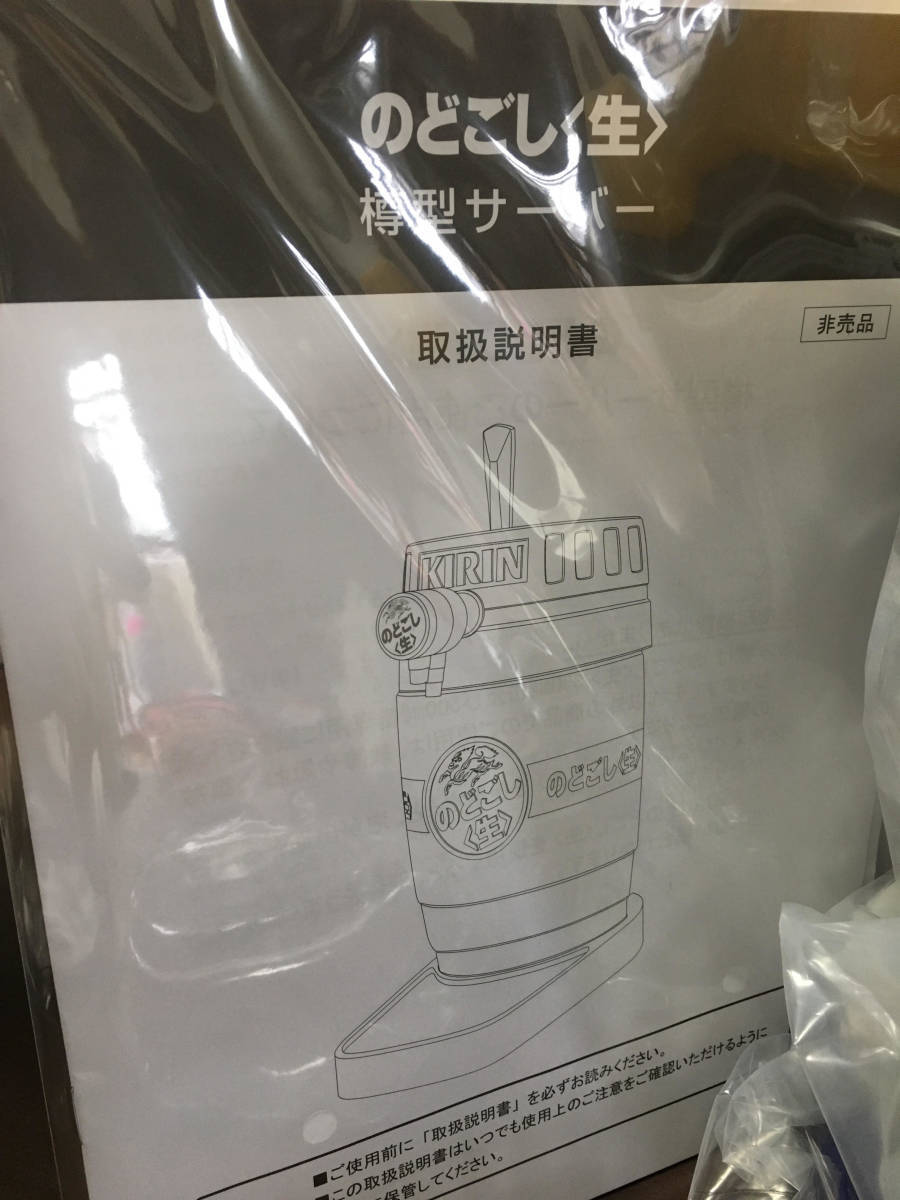 のどごし〈生〉
樽型サーバー
取扱説明書
非売品
KIRIN
のどごし
〈生〉
のどごし
〈生〉
のどごし〈生〉
■ご使用前に「取扱説明書」を必ずお読みください。
■この取扱説明書はいつでも使用上のご注意をご確認いただけるように
保管してください。